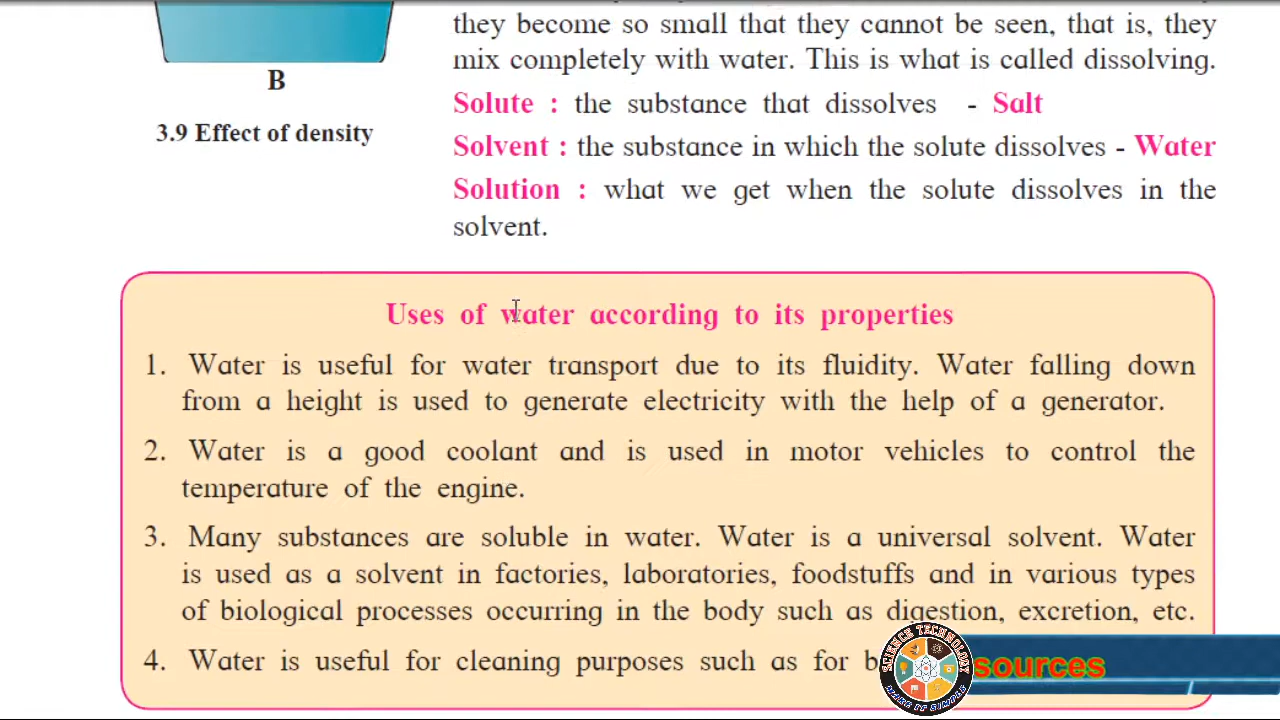 they become so small that they cannot be seen, that is, they
mix completely with water. This is what is called dissolving.
B
Solute : the substance that dissolves - Salt
3.9 Effect of density
Solvent : the substance in which the solute dissolves - Water
Solution : what we get when the solute dissolves in the
solvent.
Uses of water according to its properties
1. Water is useful for water transport due to its fluidity. Water falling down
from a height is used to generate electricity with the help of a generator.
2. Water is a good coolant and is used in motor vehicles to control the
temperature of the engine.
3. Many substances are soluble in water. Water is a universal solvent. Water
is used as a solvent in factories, laboratories, foodstuffs and in various types
of biological processes occurring in the body such as digestion, excretion, etc.
4. Water is useful for cleaning purposes such as for b
sources
SCIENCE TECHNOLOGY
MAKE IT SIMPLE